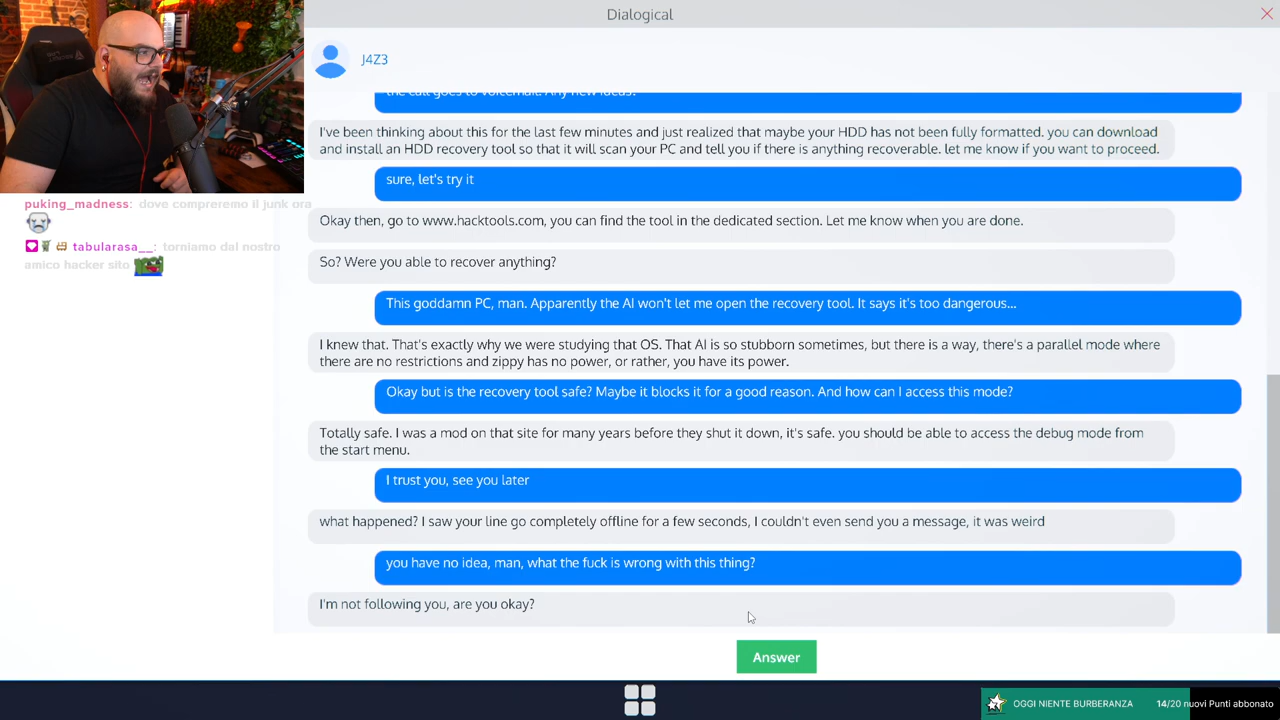 Dialogical
J4Z3
the call goes to voicemail. Any new ideas?
I've been thinking about this for the last few minutes and just realized that maybe your HDD has not been fully formatted. you can download
and install an HDD recovery tool so that it will scan your PC and tell you if there is anything recoverable. let me know if you want to proceed.
sure, let's try it
Okay then, go to www.hacktools.com, you can find the tool in the dedicated section. Let me know when you are done.
So? Were you able to recover anything?
This goddamn PC, man. Apparently the AI won't let me open the recovery tool. It says it's too dangerous...
I knew that. That's exactly why we were studying that OS. That AI is so stubborn sometimes, but there is a way, there's a parallel mode where
there are no restrictions and zippy has no power, or rather, you have its power.
Okay but is the recovery tool safe? Maybe it blocks it for a good reason. And how can I access this mode?
Totally safe. I was a mod on that site for many years before they shut it down, it's safe. you should be able to access the debug mode from
the start menu.
I trust you, see you later
what happened? I saw your line go completely offline for a few seconds, I couldn't even send you a message, it was weird
you have no idea, man, what the fuck is wrong with this thing?
I'm not following you, are you okay?
Answer
puking_madness: dove compreremo il junk ora
tabularasa__: torniamo dal nostro
amico hacker sito
OGGI NIENTE BURBERANZA 14/20 nuovi Punti abbonato